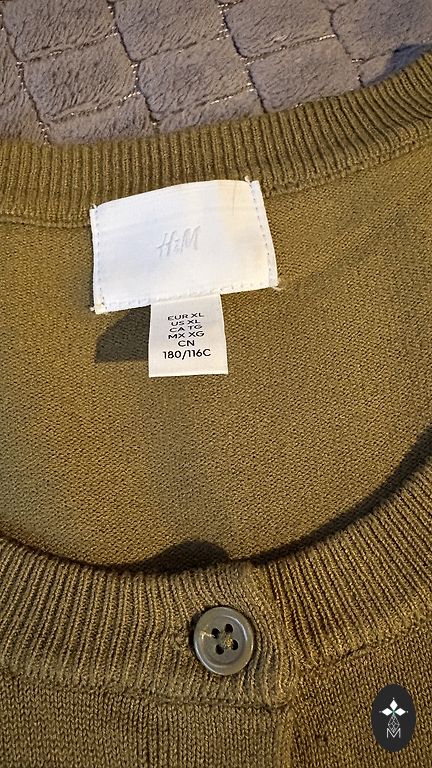 H&M
EUR XL
US XL
CA TG
MX XG
CN
180/116C
M